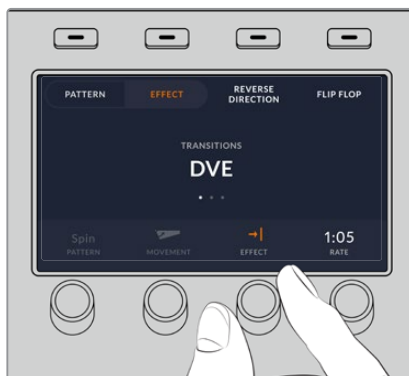 PATTERN
EFFECT
REVERSE
DIRECTION
FLIP FLOP
TRANSITIONS
DVE
Spin
PATTERN
MOVEMENT
EFFECT
1:05
RATE